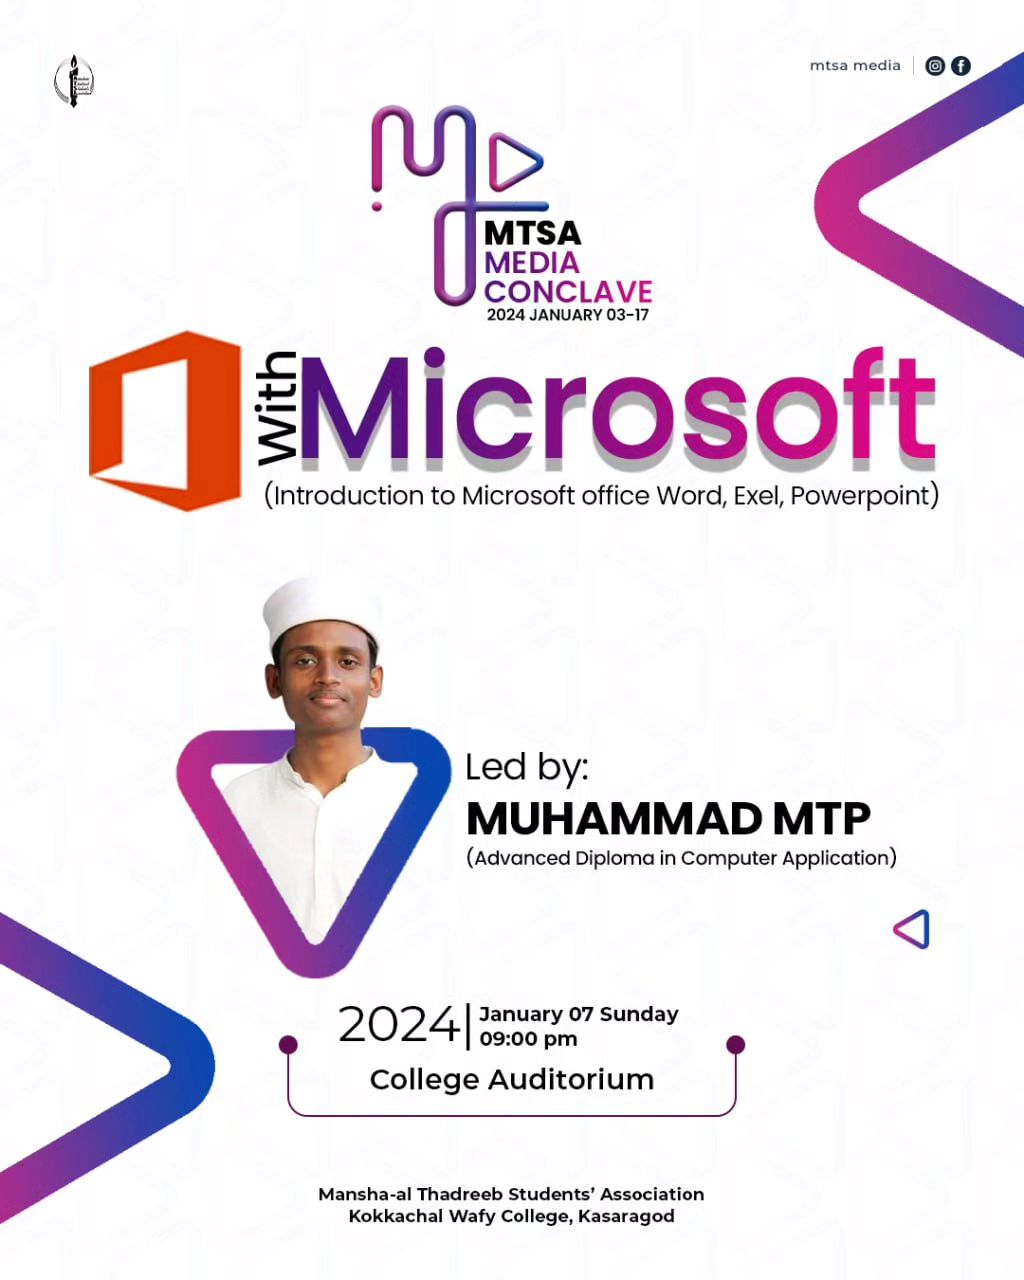 mtsa media
MTSA
MEDIA
CONCLAVE
2024 JANUARY 03-17
With
Microsoft
(Introduction to Microsoft office Word, Exel, Powerpoint)
Led by:
MUHAMMAD MTP
(Advanced Diploma in Computer Application)
2024
January 07 Sunday
09:00 pm
College Auditorium
Mansha-al Thadreeb Students’ Association
Kokkachal Wafy College, Kasaragod